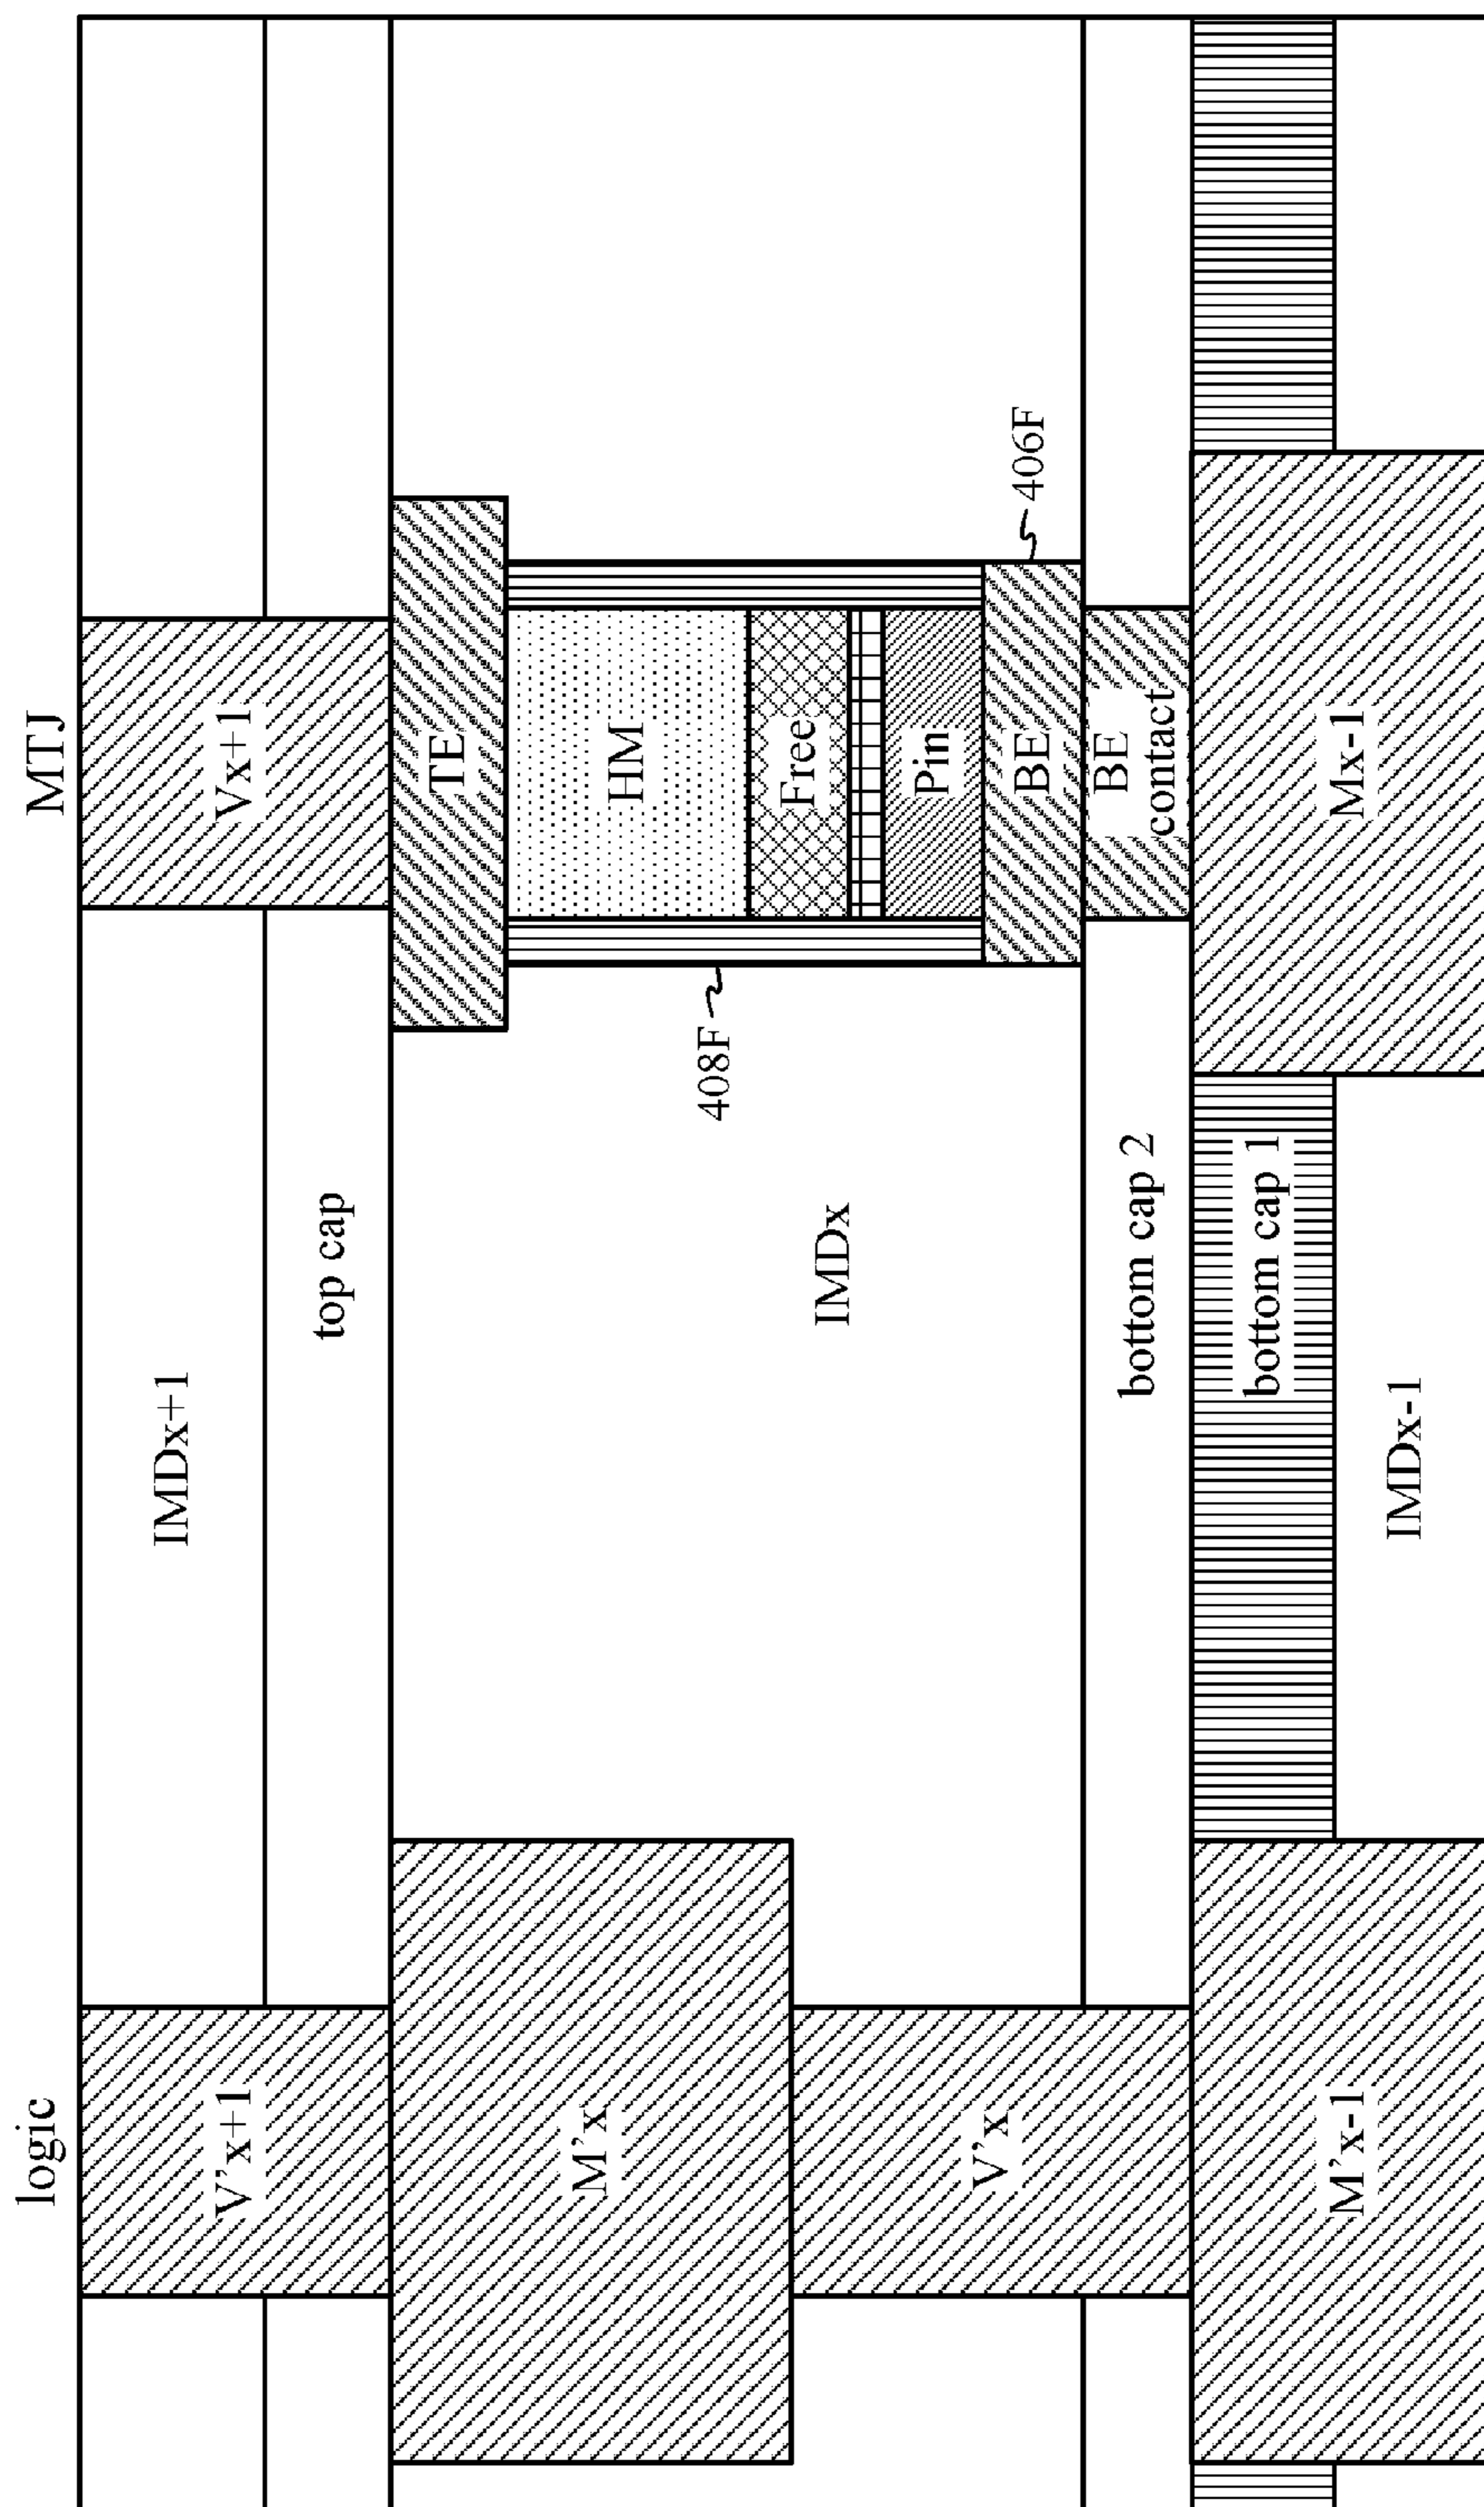 logic
MTJ
V'x+1
IMDx+1
Vx+1
top cap
TE
M'x
HM
408F
Free
IMDx
V'x
Pin
BE
406F
bottom cap 2
BE
contact
bottom cap 1
M'x-1
IMDx-1
Mx-1